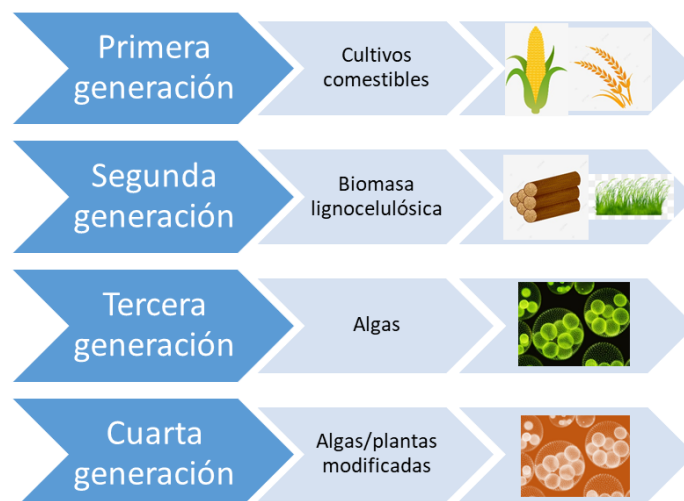 Primera
generación
Cultivos
comestibles
Segunda
generación
Biomasa
lignocelulósica
Tercera
generación
Algas
Cuarta
generación
Algas/plantas
modificadas